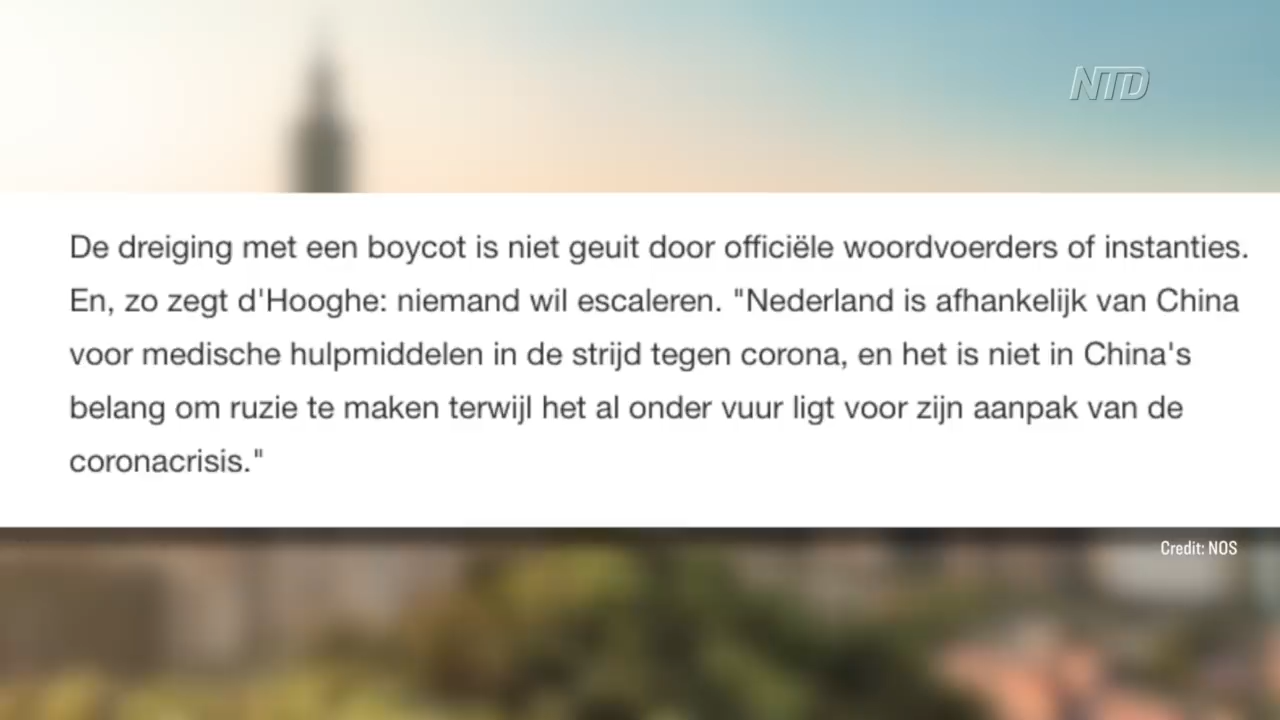 NTD
De dreiging met een boycot is niet geuit door officiële woordvoerders of instanties.
En, zo zegt d'Hooghe: niemand wil escaleren. "Nederland is afhankelijk van China
voor medische hulpmiddelen in de strijd tegen corona, en het is niet in China's
belang om ruzie te maken terwijl het al onder vuur ligt voor zijn aanpak van de
coronacrisis."
Credit: NOS